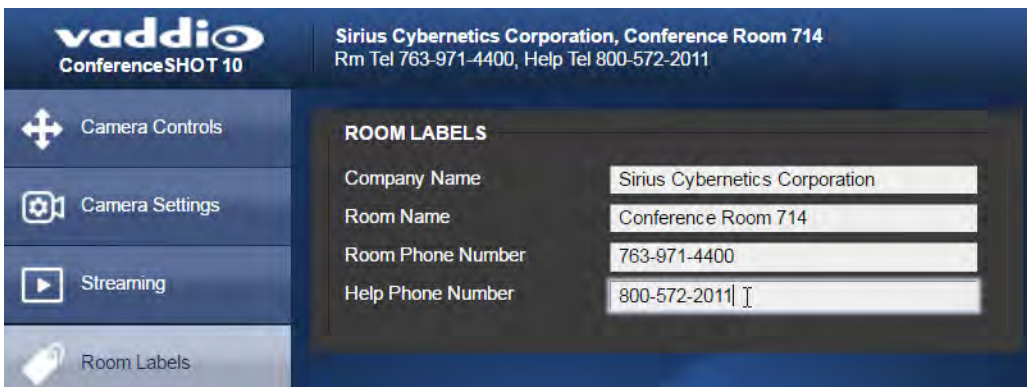 vaddio
ConferenceSHOT 10
Sirius Cybernetics Corporation, Conference Room 714
Rm Tel 763-971-4400, Help Tel 800-572-2011
Camera Controls
Camera Settings
Streaming
Room Labels
ROOM LABELS
Company Name Sirius Cybernetics Corporation
Room Name Conference Room 714
Room Phone Number 763-971-4400
Help Phone Number 800-572-2011